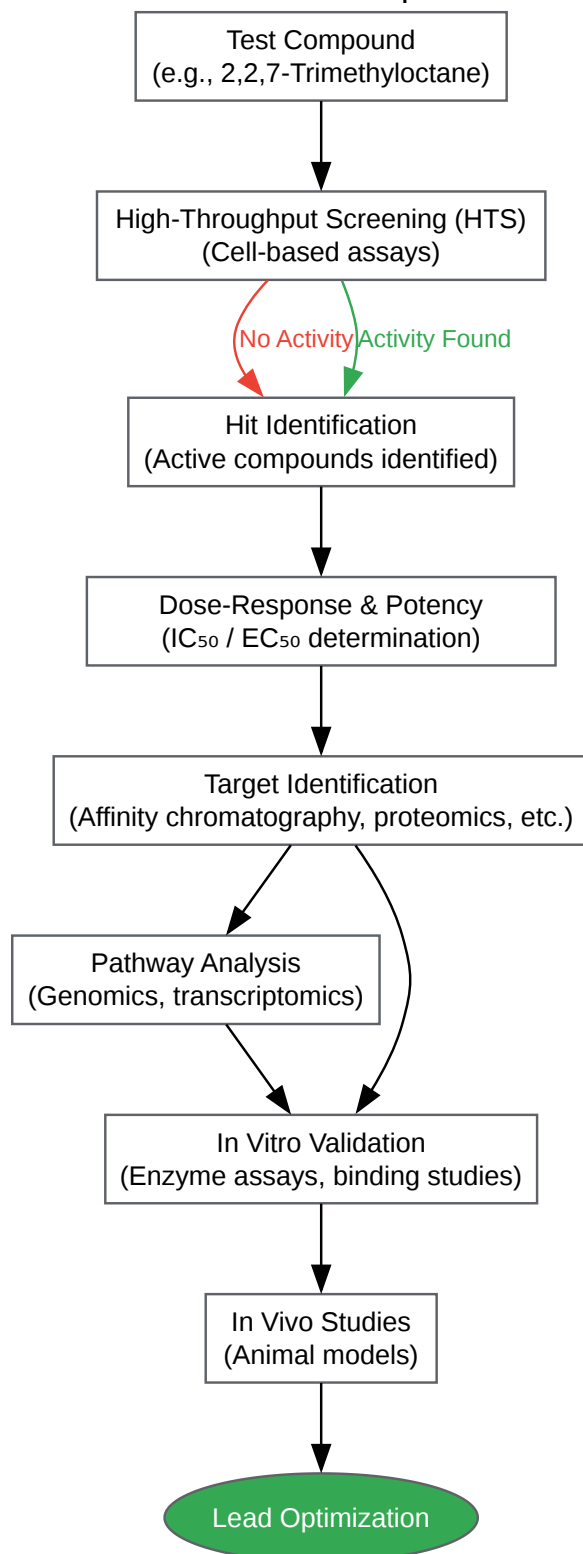 Test Compound
(e.g., 2,2,7-Trimethyloctane)
High-Throughput Screening (HTS)
(Cell-based assays)
No Activity
Activity Found
Hit Identification
(Active compounds identified)
Dose-Response & Potency
(IC₅₀ / EC₅₀ determination)
Target Identification
(Affinity chromatography, proteomics, etc.)
Pathway Analysis
(Genomics, transcriptomics)
In Vitro Validation
(Enzyme assays, binding studies)
In Vivo Studies
(Animal models)
Lead Optimization